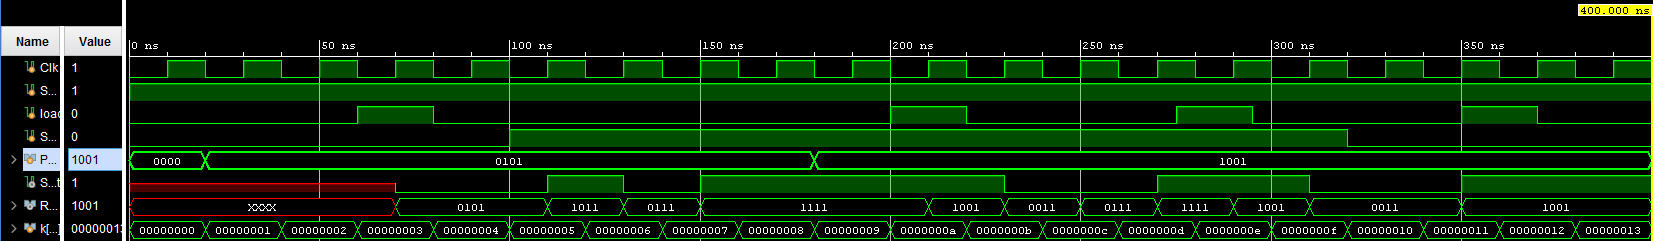 400.000 ns
Name Value
0 ns 50 ns 100 ns 150 ns 200 ns 250 ns 300 ns 350 ns
Clk 1
S... 1
load 0
S... 0
P... 1001 0000 0101 1001
S...t 1
R... 1001 XXXX 0101 1011 0111 1111 1001 0011 0111 1111 1001 0011 1001
k[...] 00000013 00000000 00000001 00000002 00000003 00000004 00000005 00000006 00000007 00000008 00000009 0000000a 0000000b 0000000c 0000000d 0000000e 0000000f 00000010 00000011 00000012 00000013